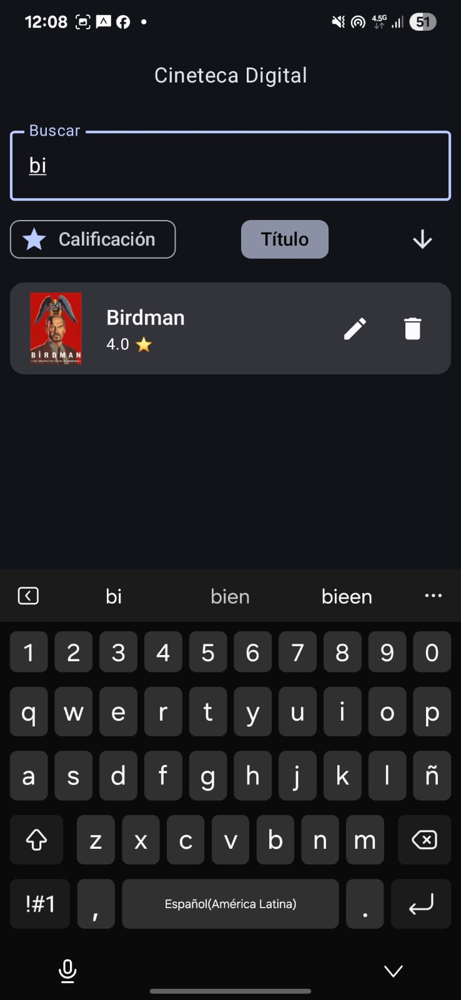 12:08 4.5G 51
Cineteca Digital
Buscar
bi
Calificación Título
Birdman
4.0
BIRDMAN
bi bien bieen ...
1 2 3 4 5 6 7 8 9 0
q w e r t y u i o p
a s d f g h j k l ñ
z x c v b n m
!#1 , Español(América Latina) .